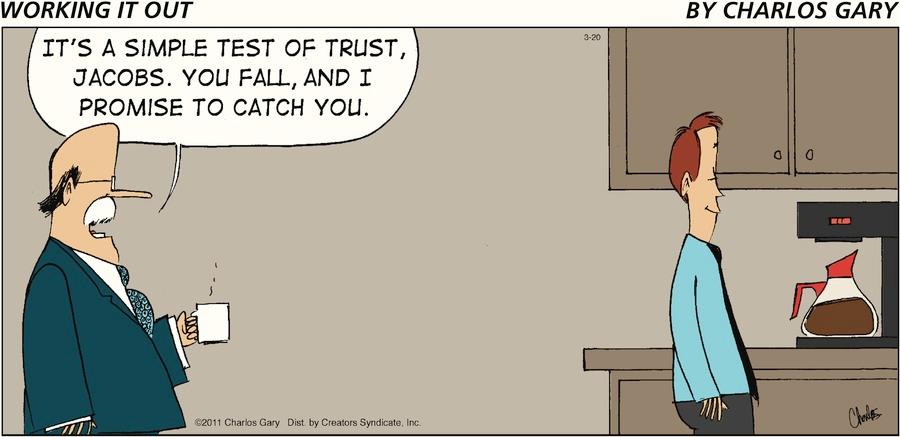 WORKING IT OUT
BY CHARLOS GARY
IT'S A SIMPLE TEST OF TRUST,
JACOBS. YOU FALL, AND I
PROMISE TO CATCH YOU.
3-20
©2011 Charlos Gary Dist. by Creators Syndicate, Inc.
Charlos